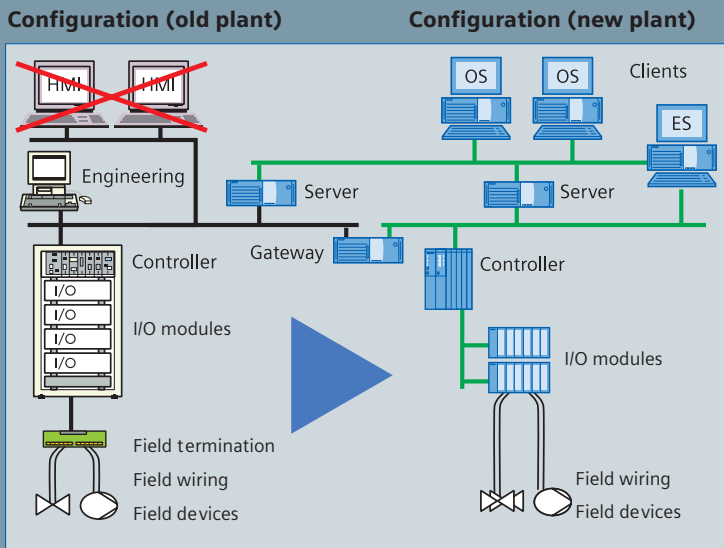 Configuration (old plant)
Configuration (new plant)
HMI
HMI
OS
OS
Clients
ES
Engineering
Server
Server
Gateway
Controller
Controller
I/O
I/O
I/O
I/O
I/O modules
I/O modules
Field termination
Field wiring
Field devices
Field wiring
Field devices